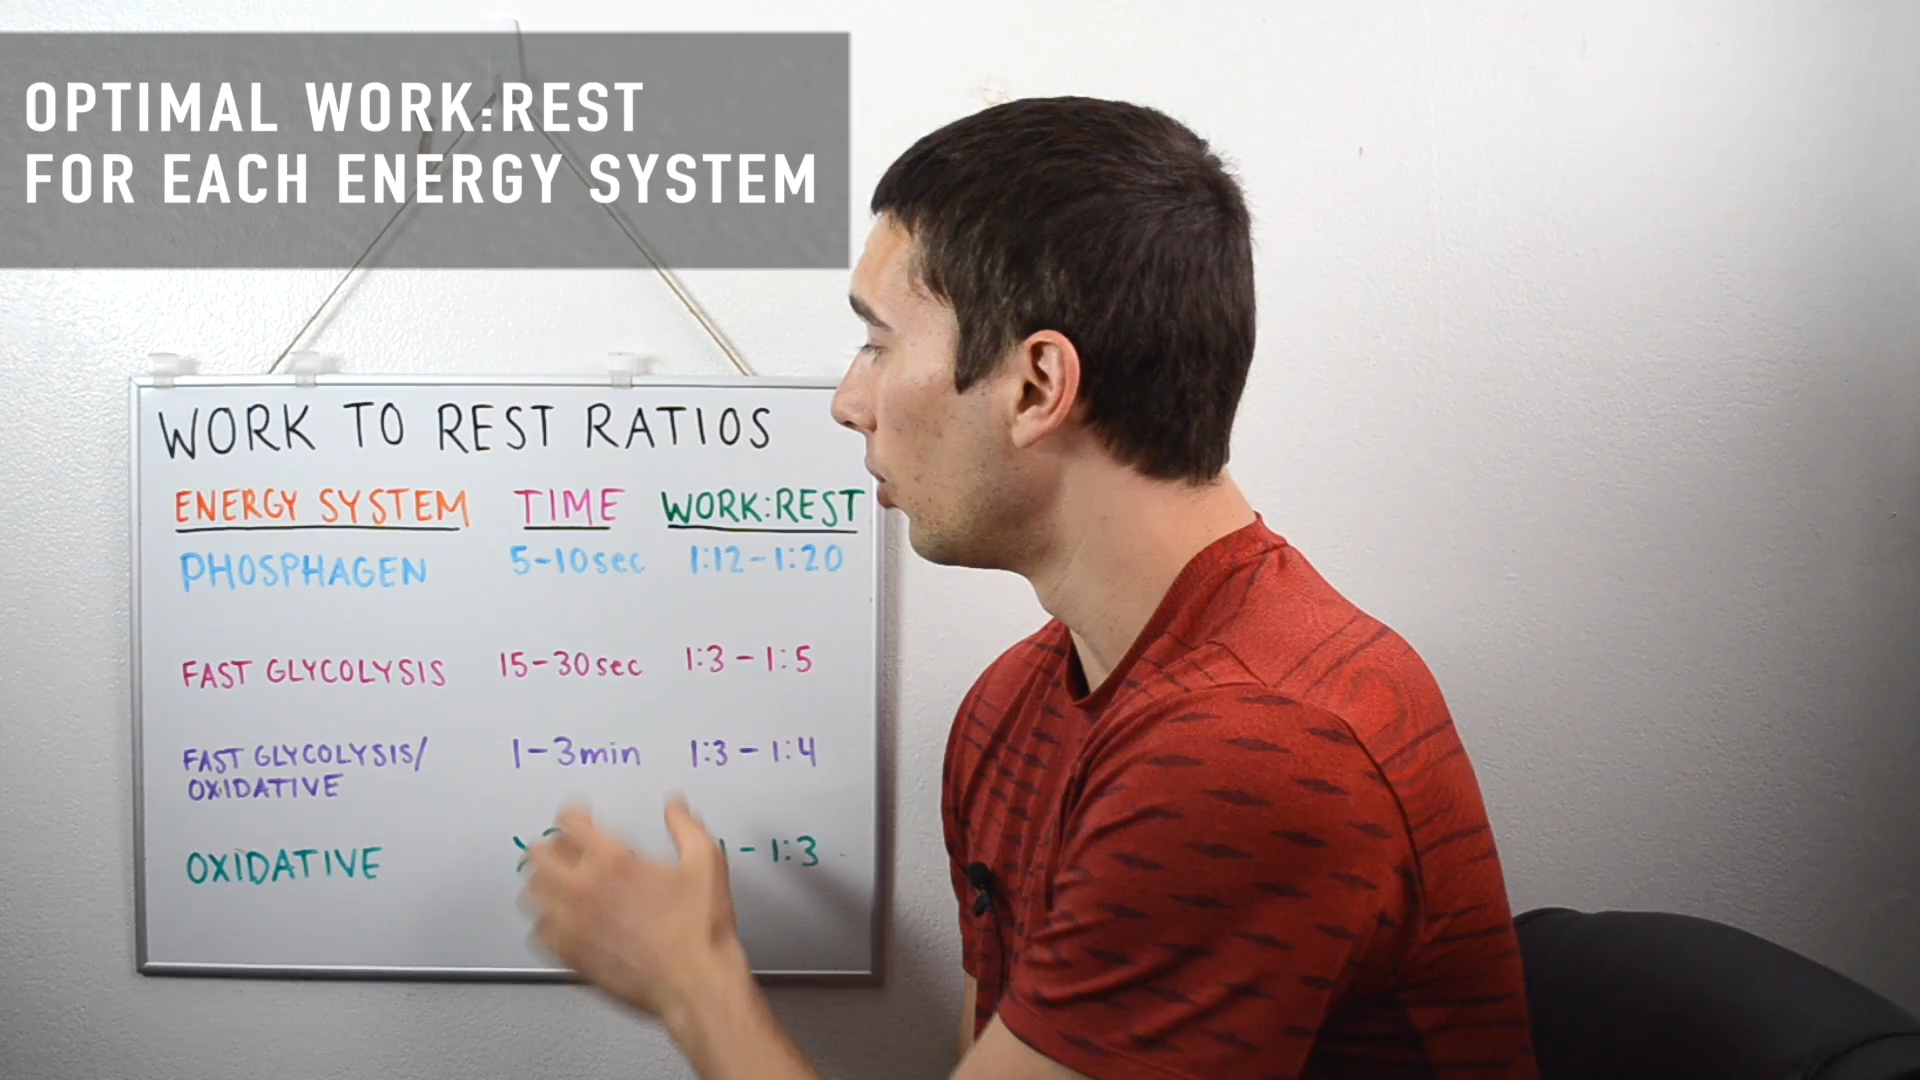 OPTIMAL WORK:REST
FOR EACH ENERGY SYSTEM
WORK TO REST RATIOS
ENERGY SYSTEM TIME WORK:REST
PHOSPHAGEN 5-10sec 1:12-1:20
FAST GLYCOLYSIS 15-30sec 1:3-1:5
FAST GLYCOLYSIS/ 1-3min 1:3-1:4
OXIDATIVE
OXIDATIVE - 1:3